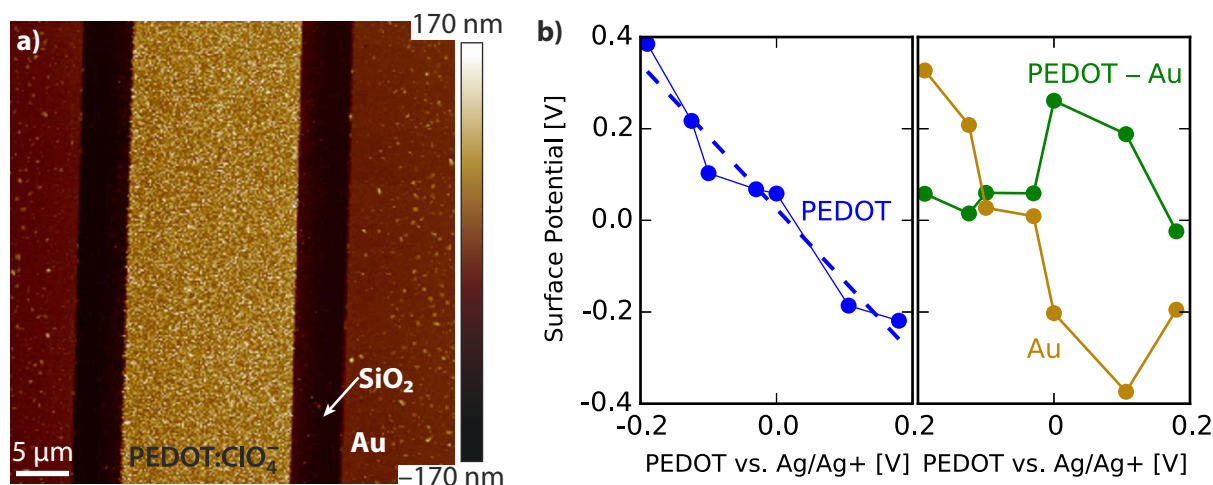 a)
170 nm
−170 nm
SiO₂
Au
PEDOT:ClO₄⁻
5 μm
b)
Surface Potential [V]
0.4
0.2
0.0
−0.2
−0.4
PEDOT
−0.2 0.0
PEDOT vs. Ag/Ag+ [V]
PEDOT − Au
Au
−0.2 0.0 0.2
PEDOT vs. Ag/Ag+ [V]